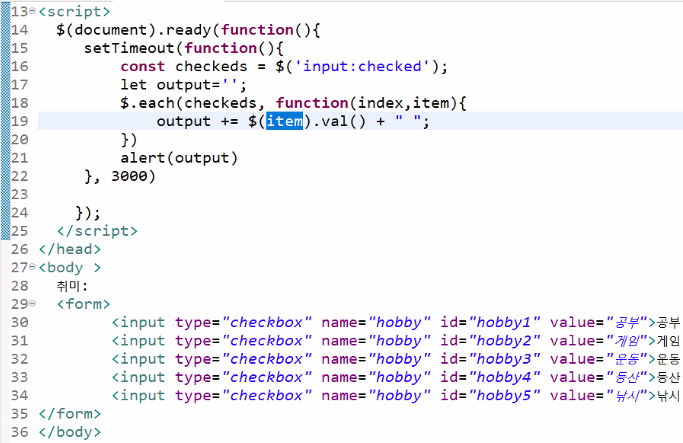 13 <script>
14   $(document).ready(function(){
15      setTimeout(function(){
16          const checkeds = $('input:checked');
17          let output='';
18          $.each(checkeds, function(index,item){
19              output += $(item).val() + " ";
20          })
21          alert(output)
22      }, 3000)
23
24     });
25   </script>
26 </head>
27 <body >
28   취미:
29   <form>
30         <input type="checkbox" name="hobby" id="hobby1" value="공부">공부
31         <input type="checkbox" name="hobby" id="hobby2" value="게임">게임
32         <input type="checkbox" name="hobby" id="hobby3" value="운동">운동
33         <input type="checkbox" name="hobby" id="hobby4" value="등산">등산
34         <input type="checkbox" name="hobby" id="hobby5" value="낚시">낚시
35 </form>
36 </body>